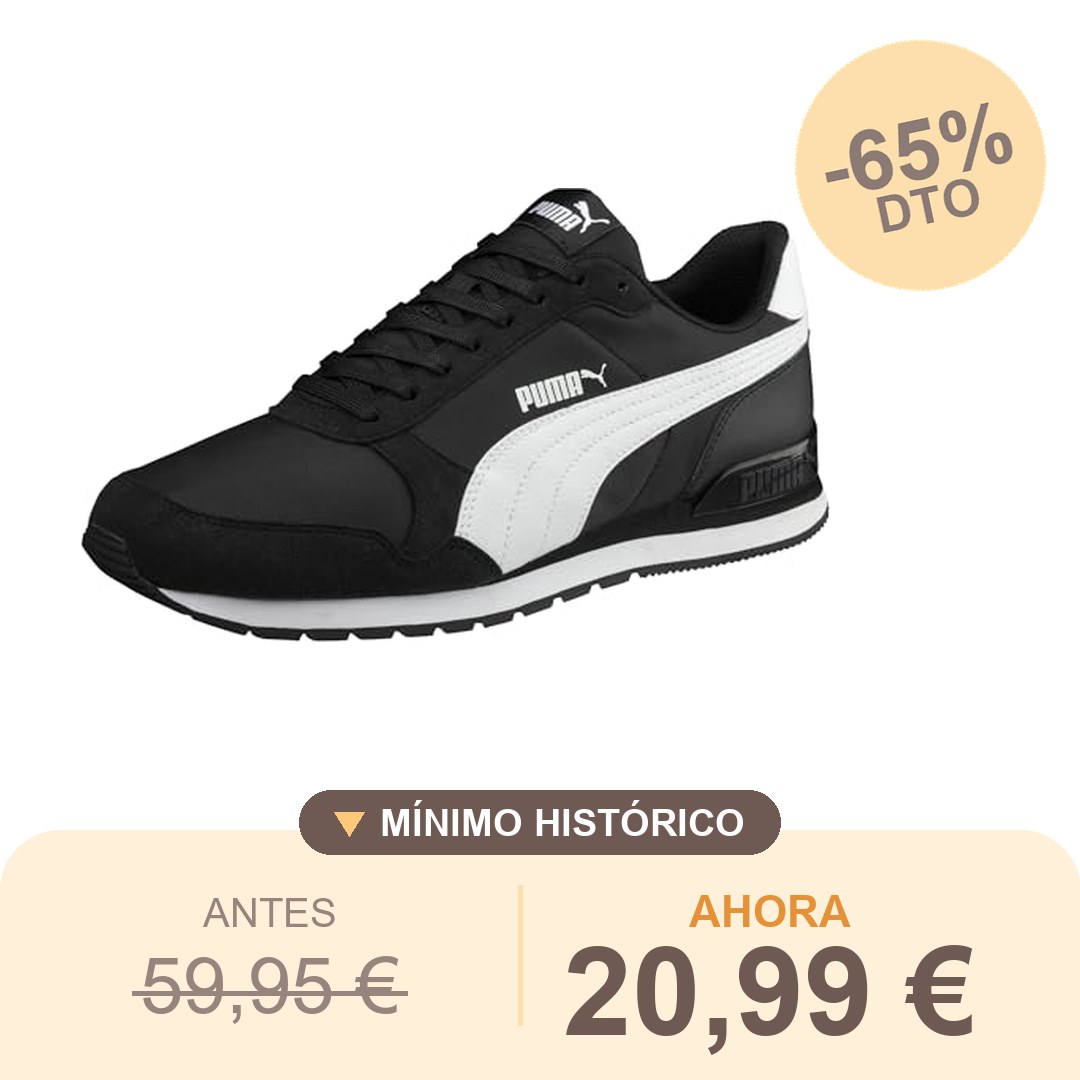 -65%
DTO
PUMA
PUMA
PUMA
MÍNIMO HISTÓRICO
ANTES
59,95 €
AHORA
20,99 €